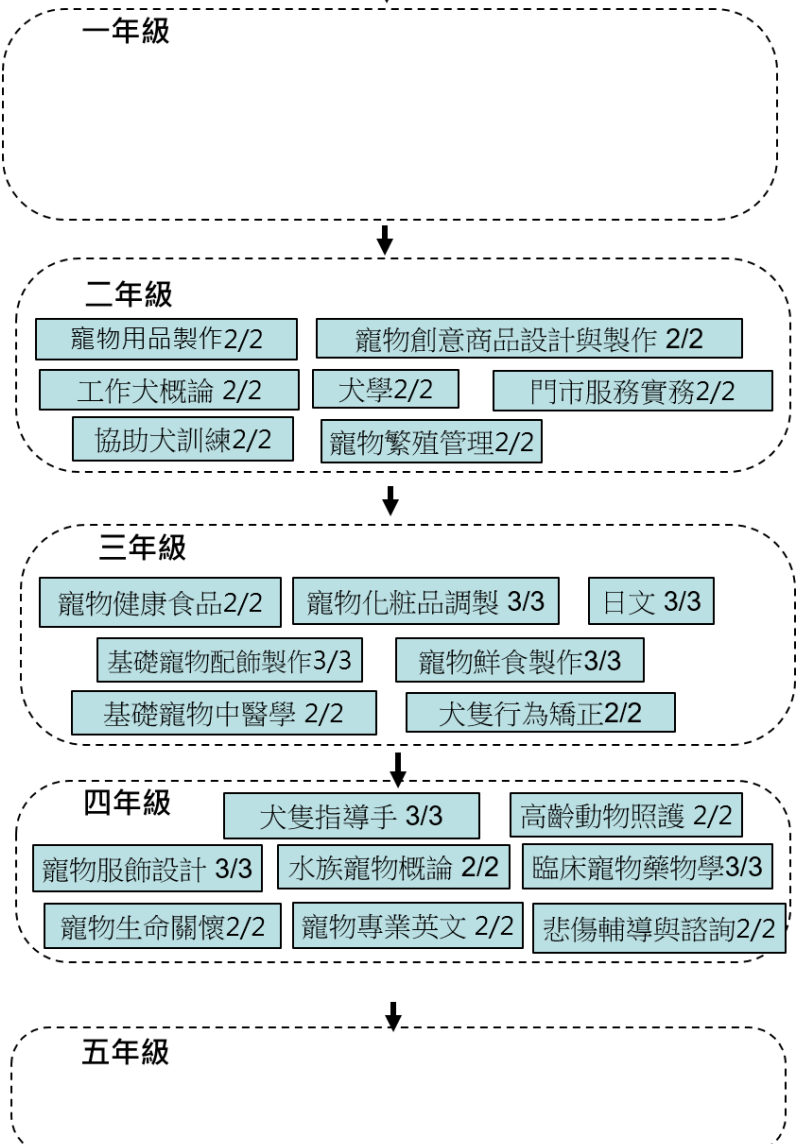 一年級
二年級
寵物用品製作2/2
寵物創意商品設計與製作 2/2
工作犬概論 2/2
犬學2/2
門市服務實務2/2
協助犬訓練2/2
寵物繁殖管理2/2
三年級
寵物健康食品2/2
寵物化粧品調製 3/3
日文 3/3
基礎寵物配飾製作3/3
寵物鮮食製作3/3
基礎寵物中醫學 2/2
犬隻行為矯正2/2
四年級
犬隻指導手 3/3
高齡動物照護 2/2
寵物服飾設計 3/3
水族寵物概論 2/2
臨床寵物藥物學3/3
寵物生命關懷2/2
寵物專業英文 2/2
悲傷輔導與諮詢2/2
五年級